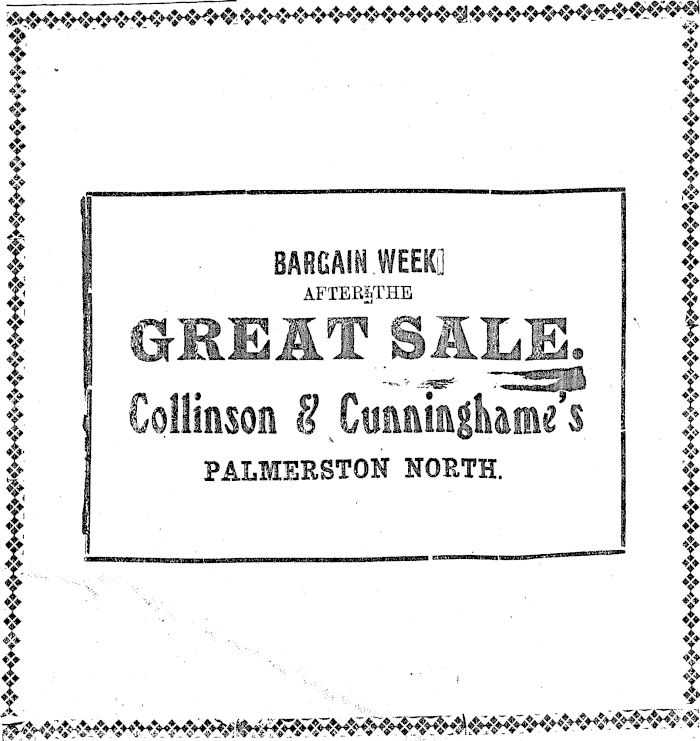 BARGAIN WEEK
AFTER THE
GREAT SALE.
Collinson & Cunninghame's
PALMERSTON NORTH.